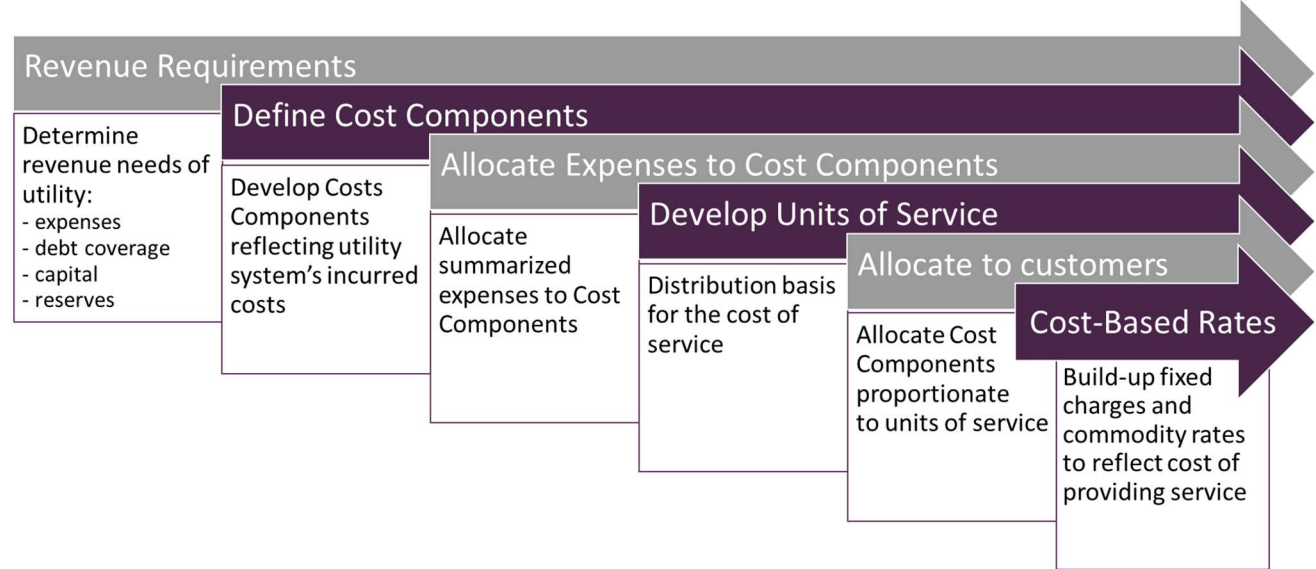 Revenue Requirements
Determine
revenue needs of
utility:
- expenses
- debt coverage
- capital
- reserves
Define Cost Components
Develop Costs
Components
reflecting utility
system's incurred
costs
Allocate Expenses to Cost Components
Allocate
summarized
expenses to Cost
Components
Develop Units of Service
Distribution basis
for the cost of
service
Allocate to customers
Allocate Cost
Components
proportionate
to units of service
Cost-Based Rates
Build-up fixed
charges and
commodity rates
to reflect cost of
providing service